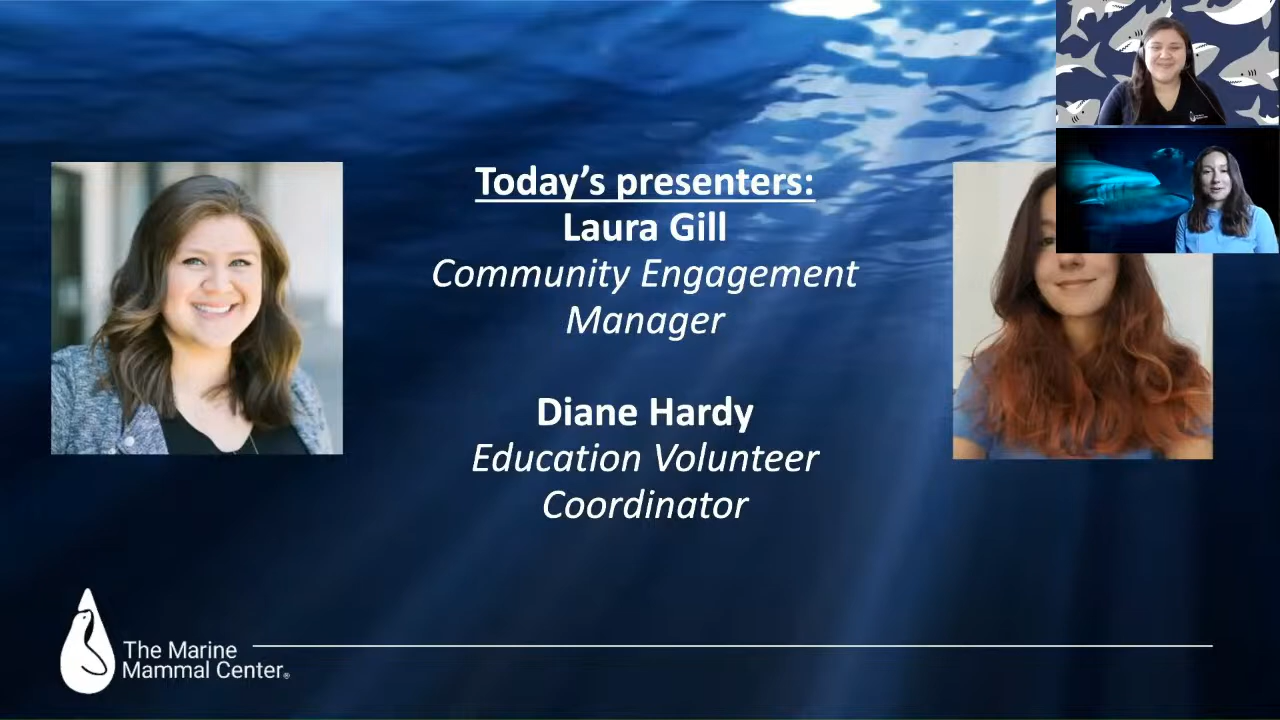 Today's presenters:
Laura Gill
Community Engagement
Manager
Diane Hardy
Education Volunteer
Coordinator
The Marine
Mammal Center®